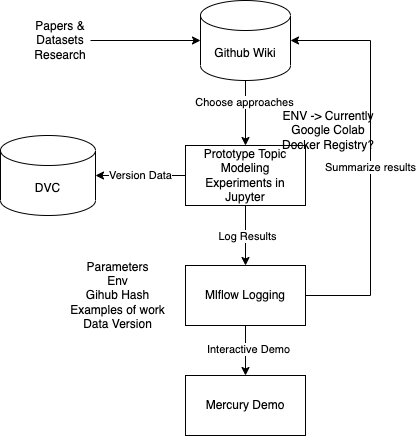 Papers &
Datasets
Research
Github Wiki
Choose approaches
ENV -> Currently
Google Colab
Docker Registry?
Prototype Topic
Modeling
Experiments in
Jupyter
Summarize results
Version Data
DVC
Log Results
Parameters
Env
Gihub Hash
Examples of work
Data Version
Mlflow Logging
Interactive Demo
Mercury Demo